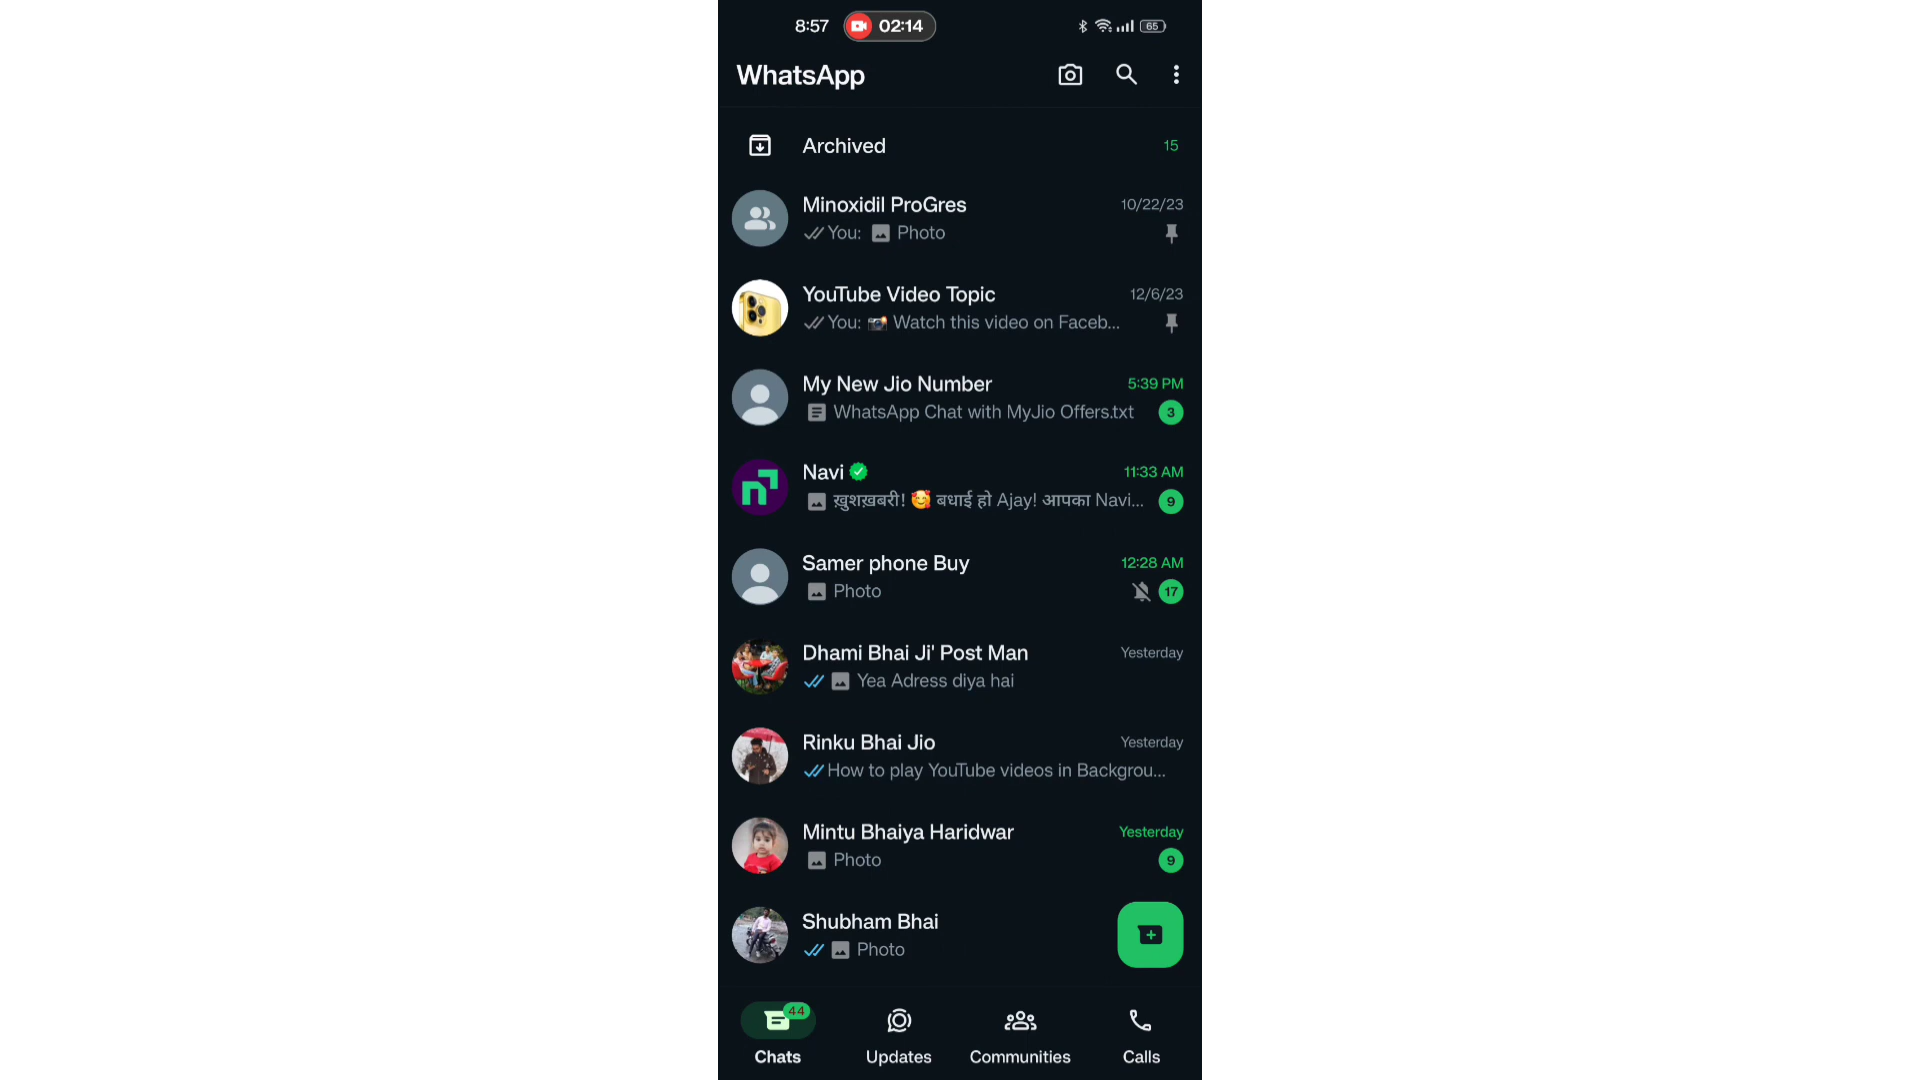 8:57 02:14 65
WhatsApp
Archived 15
Minoxidil ProGres 10/22/23
You: Photo
YouTube Video Topic 12/6/23
You: 📸 Watch this video on Faceb...
My New Jio Number 5:39 PM
WhatsApp Chat with MyJio Offers.txt 3
Navi 11:33 AM
ख़ुशख़बरी! 🥰 बधाई हो Ajay! आपका Navi... 9
Samer phone Buy 12:28 AM
Photo 17
Dhami Bhai Ji' Post Man Yesterday
Yea Adress diya hai
Rinku Bhai Jio Yesterday
How to play YouTube videos in Backgrou...
Mintu Bhaiya Haridwar Yesterday
Photo 9
Shubham Bhai
Photo
44
Chats Updates Communities Calls